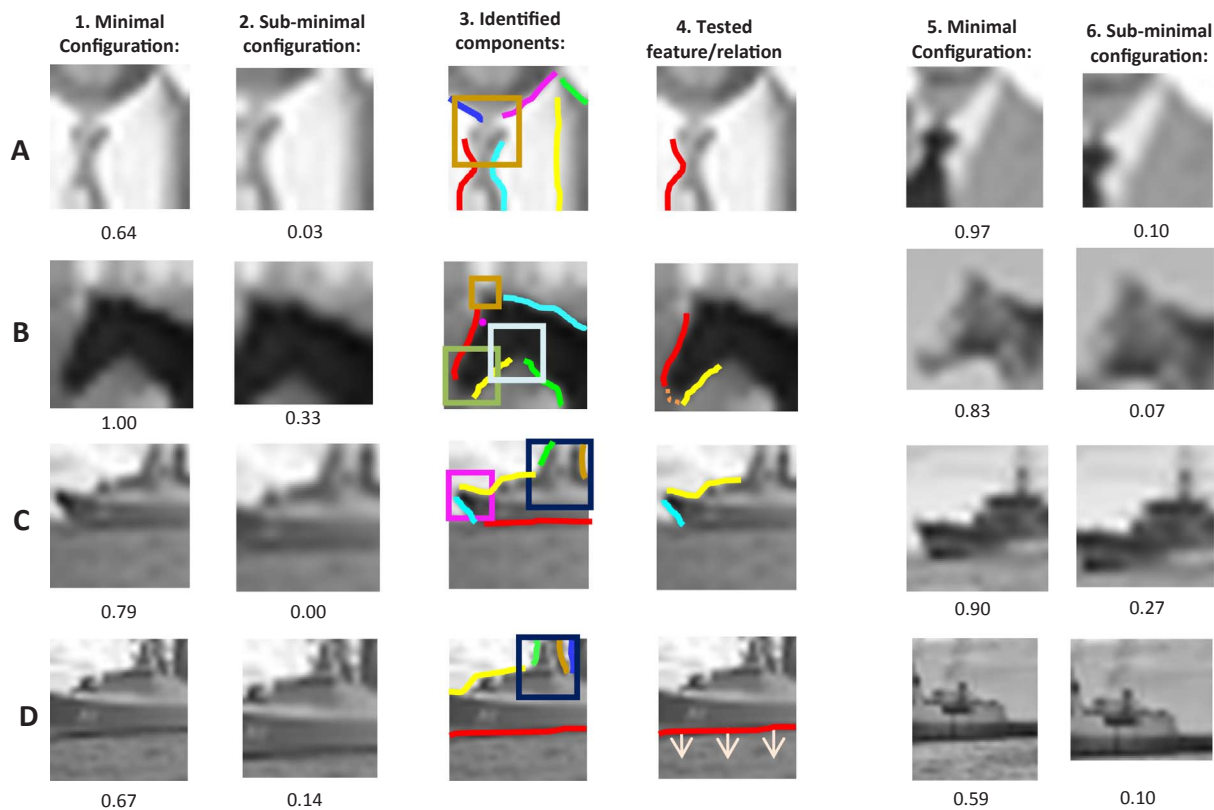 1. Minimal Configuration:
2. Sub-minimal configuration:
3. Identified components:
4. Tested feature/relation
5. Minimal Configuration:
6. Sub-minimal configuration:
A
0.64
0.03
0.97
0.10
B
1.00
0.33
0.83
0.07
C
0.79
0.00
0.90
0.27
D
0.67
0.14
0.59
0.10